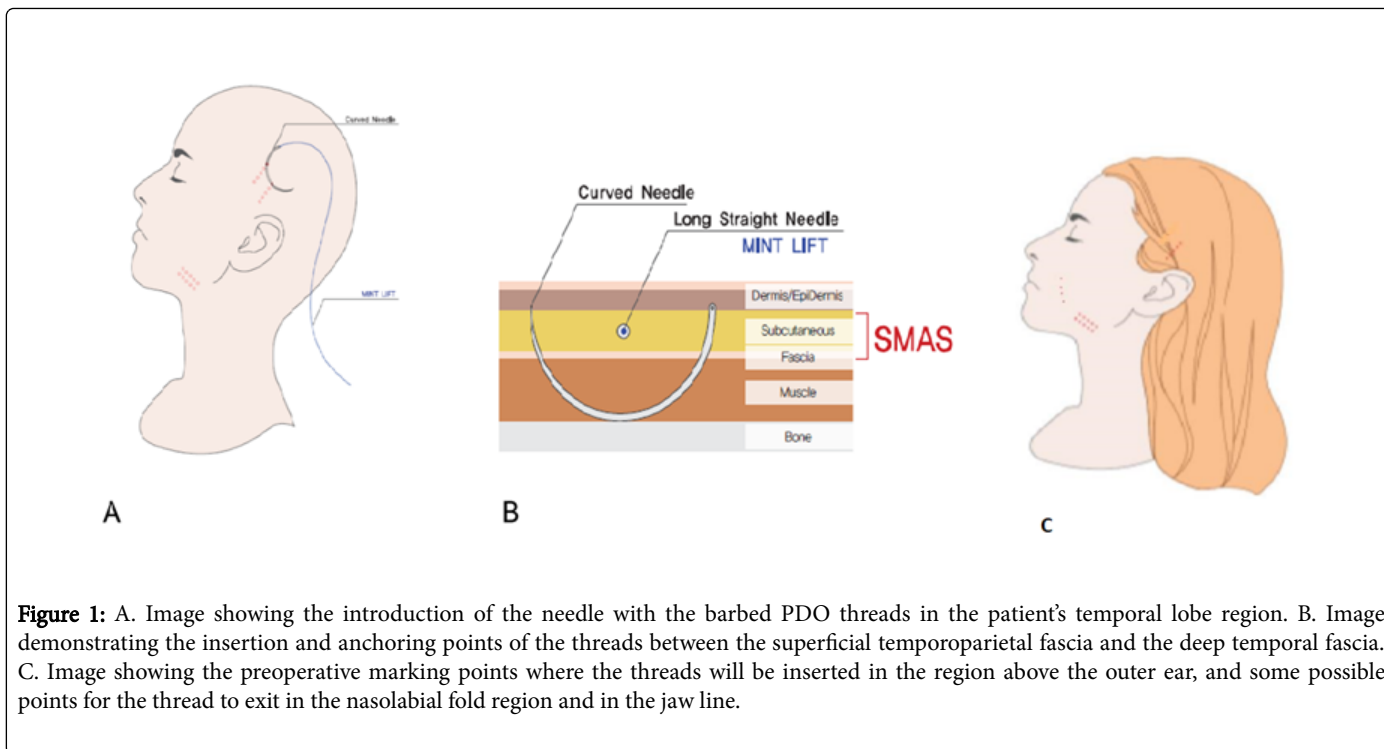 Curved Needle
MINT LIFT
A
Curved Needle
Long Straight Needle
MINT LIFT
Dermis/EpiDermis
Subcutaneous
Fascia
Muscle
Bone
SMAS
B
C
Figure 1: A. Image showing the introduction of the needle with the barbed PDO threads in the patient's temporal lobe region. B. Image
demonstrating the insertion and anchoring points of the threads between the superficial temporoparietal fascia and the deep temporal fascia.
C. Image showing the preoperative marking points where the threads will be inserted in the region above the outer ear, and some possible
points for the thread to exit in the nasolabial fold region and in the jaw line.